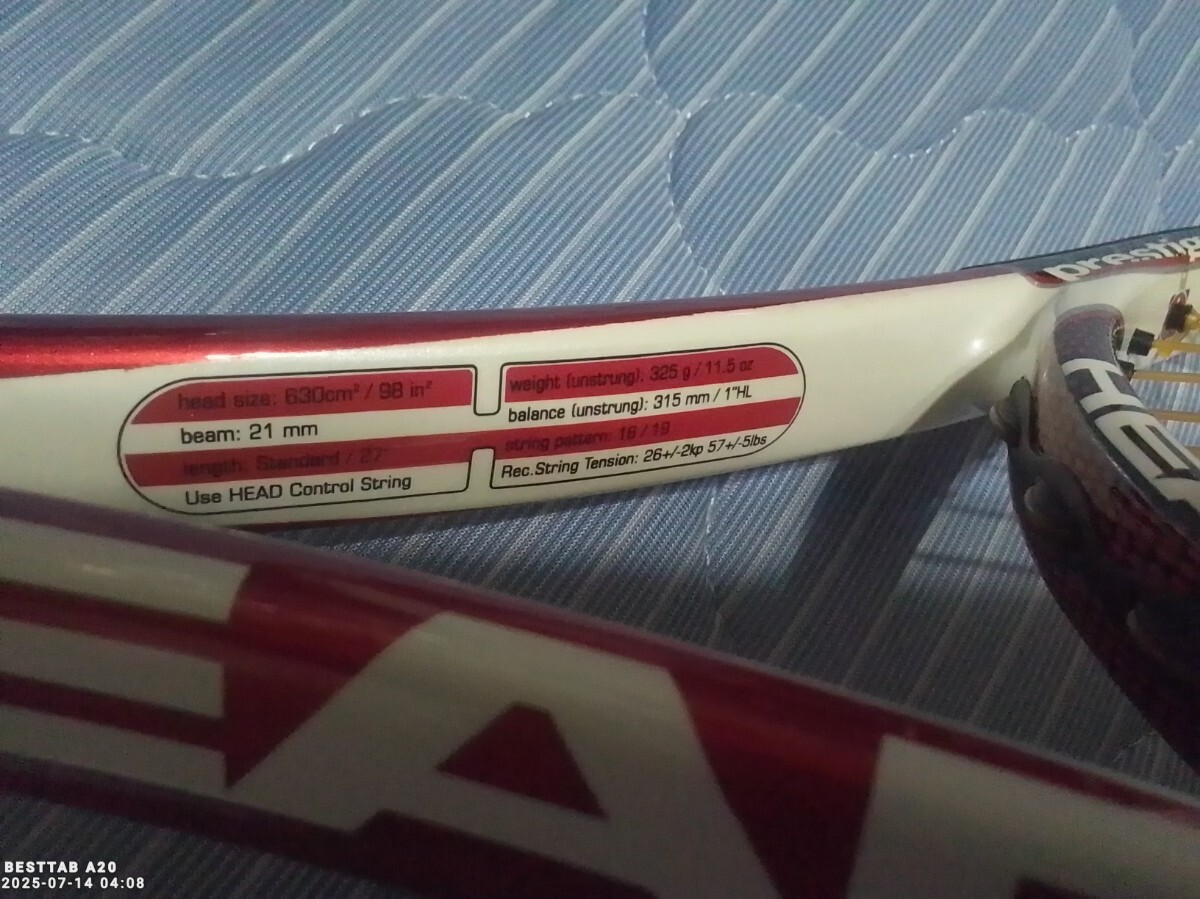 prestig
HE
head size: 630cm² / 98 in²
beam: 21 mm
length: Standard / 27"
Use HEAD Control String
weight (unstrung): 325 g / 11.5 oz
balance (unstrung): 315 mm / 1"HL
string pattern: 16 / 19
Rec.String Tension: 26+/-2kp 57+/-5lbs
EAD
BESTTAB A20
2025-07-14 04:08